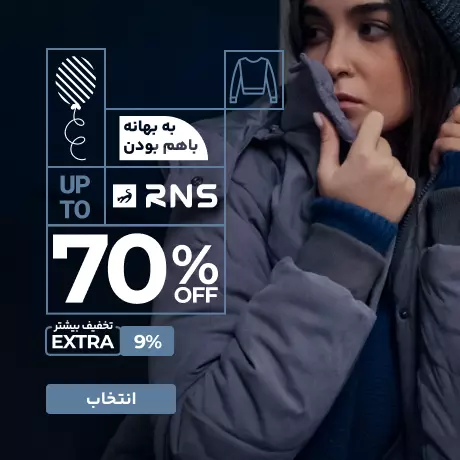 به بهانه
باهم بودن
UP
TO
RNS
70%
OFF
تخفیف بیشتر
EXTRA 9%
انتخاب